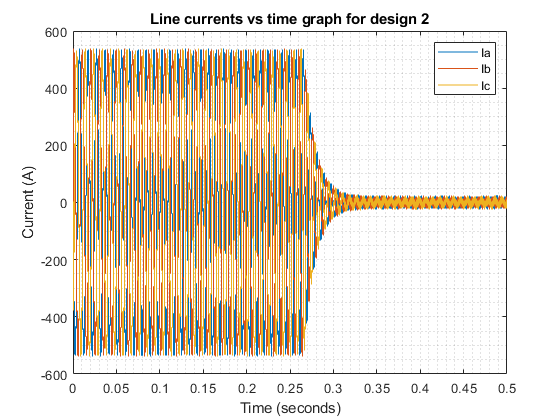 Line currents vs time graph for design 2
600
400
200
0
-200
-400
-600
Current (A)
Ia
Ib
Ic
0 0.05 0.1 0.15 0.2 0.25 0.3 0.35 0.4 0.45 0.5
Time (seconds)